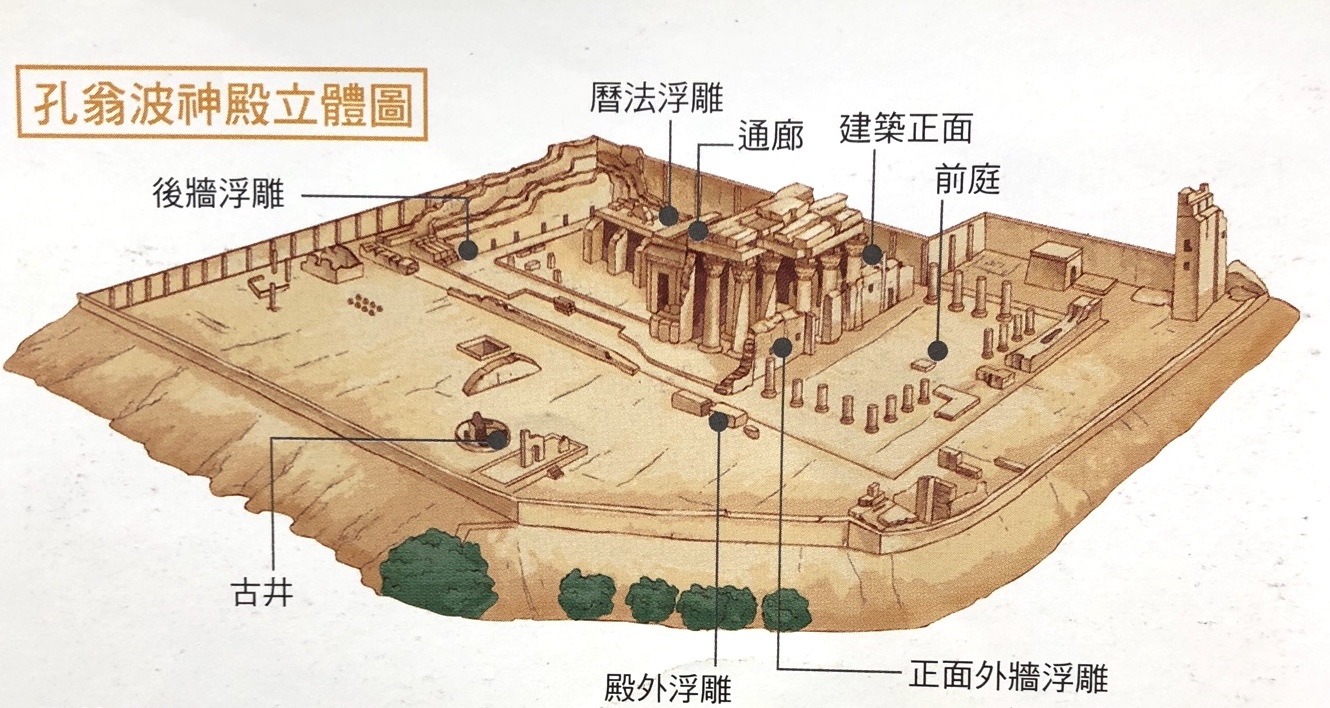 孔翁波神殿立體圖
曆法浮雕
通廊
建築正面
前庭
後牆浮雕
古井
殿外浮雕
正面外牆浮雕